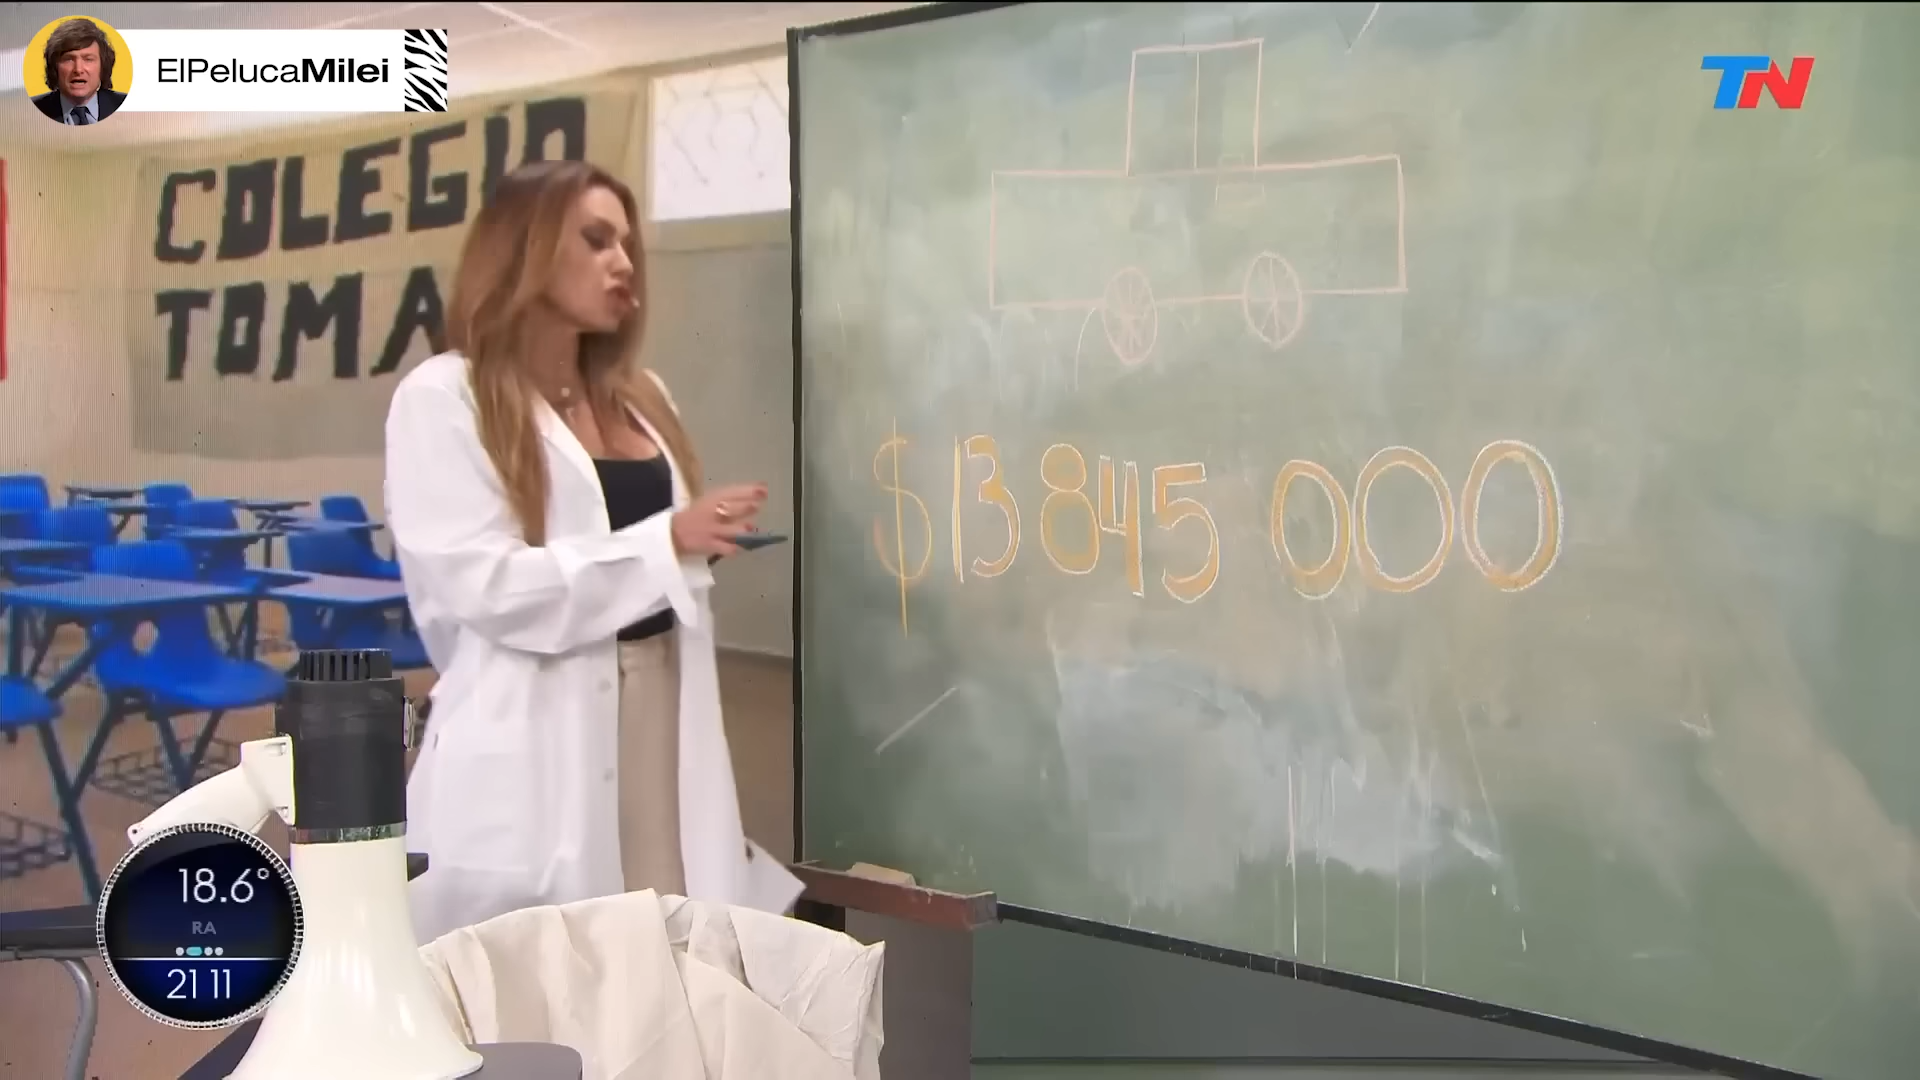 ElPelucaMilei
TN
COLEGIO
TOMA
$ 13 845 000
18.6°
RA
21 11